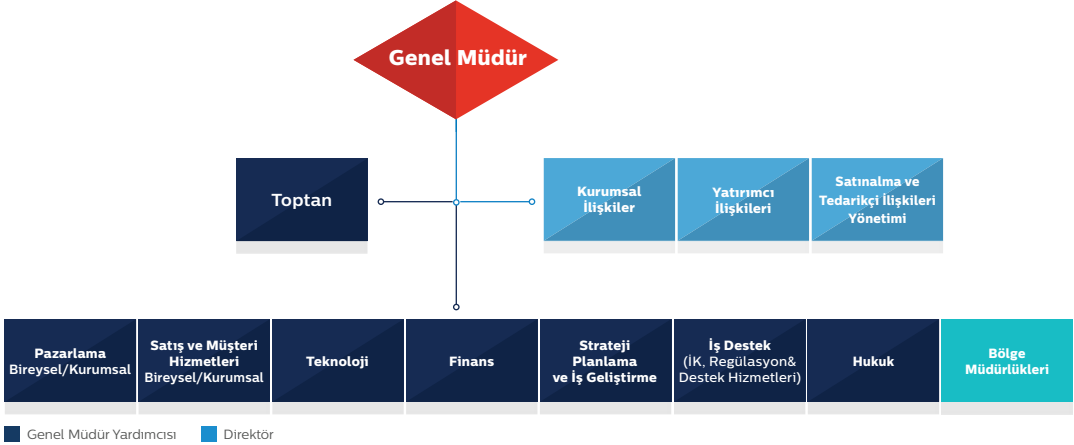 Genel Müdür
Toptan
Kurumsal
İlişkiler
Yatırımcı
İlişkileri
Satınalma ve
Tedarikçi İlişkileri
Yönetimi
Pazarlama
Bireysel/Kurumsal
Satış ve Müşteri
Hizmetleri
Bireysel/Kurumsal
Teknoloji
Finans
Strateji
Planlama
ve İş Geliştirme
İş Destek
(İK, Regülasyon&
Destek Hizmetleri)
Hukuk
Bölge
Müdürlükleri
Genel Müdür Yardımcısı
Direktör